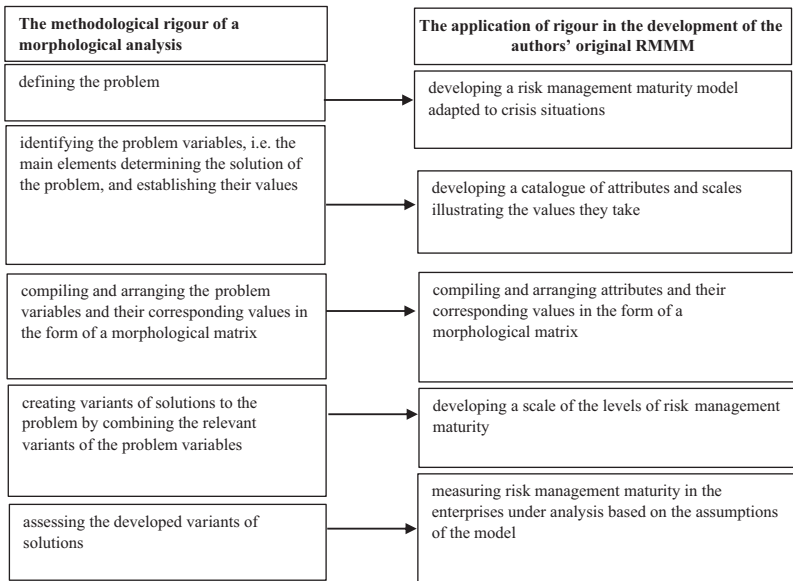 The methodological rigour of a
morphological analysis
The application of rigour in the development of the
authors' original RMMM
defining the problem
developing a risk management maturity model
adapted to crisis situations
identifying the problem variables, i.e. the
main elements determining the solution of
the problem, and establishing their values
developing a catalogue of attributes and scales
illustrating the values they take
compiling and arranging the problem
variables and their corresponding values in
the form of a morphological matrix
compiling and arranging attributes and their
corresponding values in the form of a
morphological matrix
creating variants of solutions to the
problem by combining the relevant
variants of the problem variables
developing a scale of the levels of risk management
maturity
assessing the developed variants of
solutions
measuring risk management maturity in the
enterprises under analysis based on the assumptions
of the model